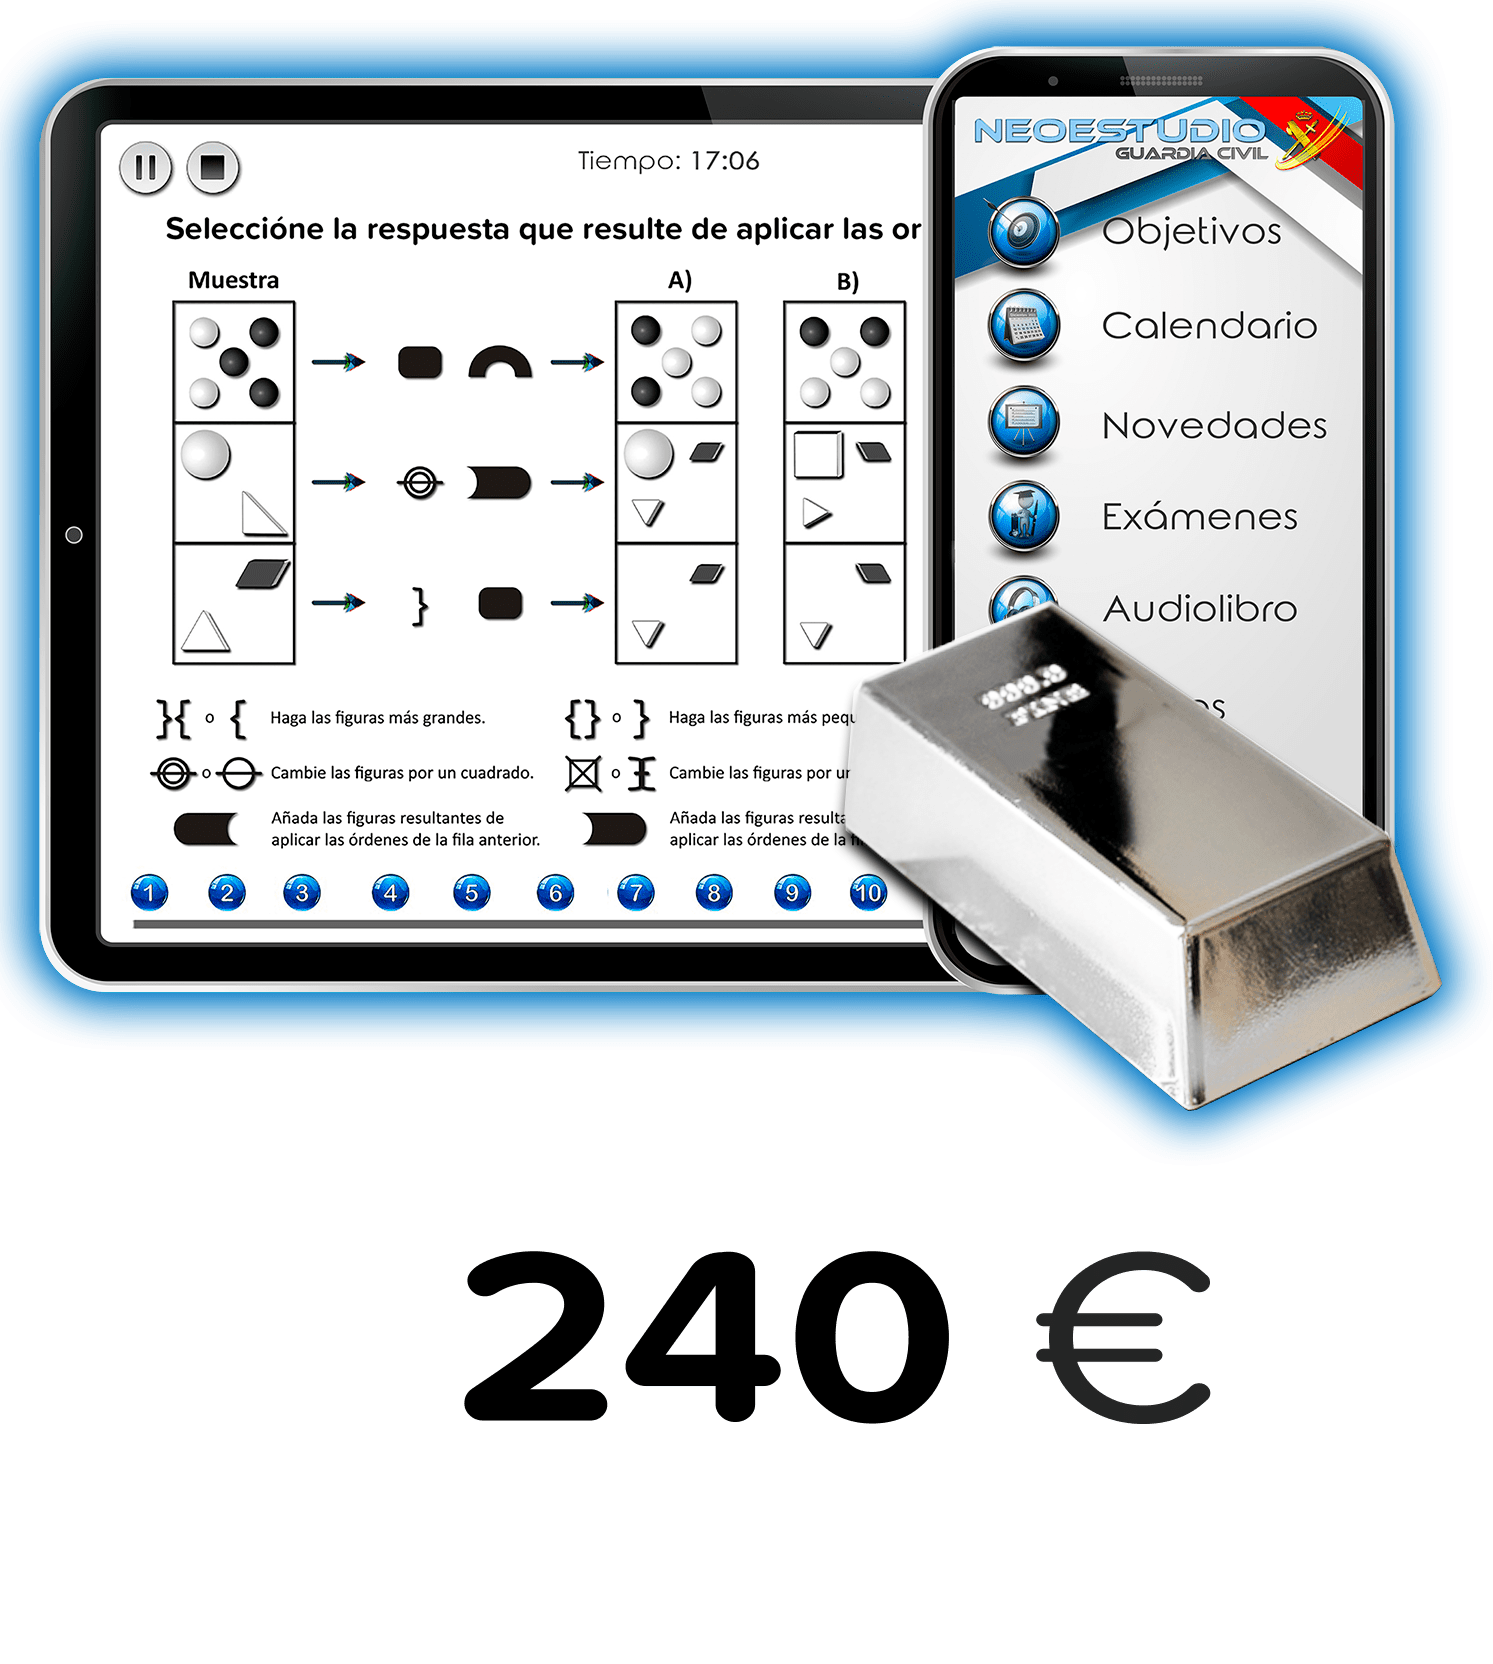 Tiempo: 17:06
Seleccióne la respuesta que resulte de aplicar las or
Muestra
A)
B)
o
Haga las figuras más grandes.
o
Haga las figuras más pequ
o
Cambie las figuras por un cuadrado.
o
Cambie las figuras por
Añada las figuras resultantes de
aplicar las órdenes de la fila anterior.
Añada las figuras resulta
aplicar las órdenes de la
1 2 3 4 5 6 7 8 9 10
NEOESTUDIO
GUARDIA CIVIL
Objetivos
Calendario
Novedades
Exámenes
Audiolibro
999.9
FINE
240 €